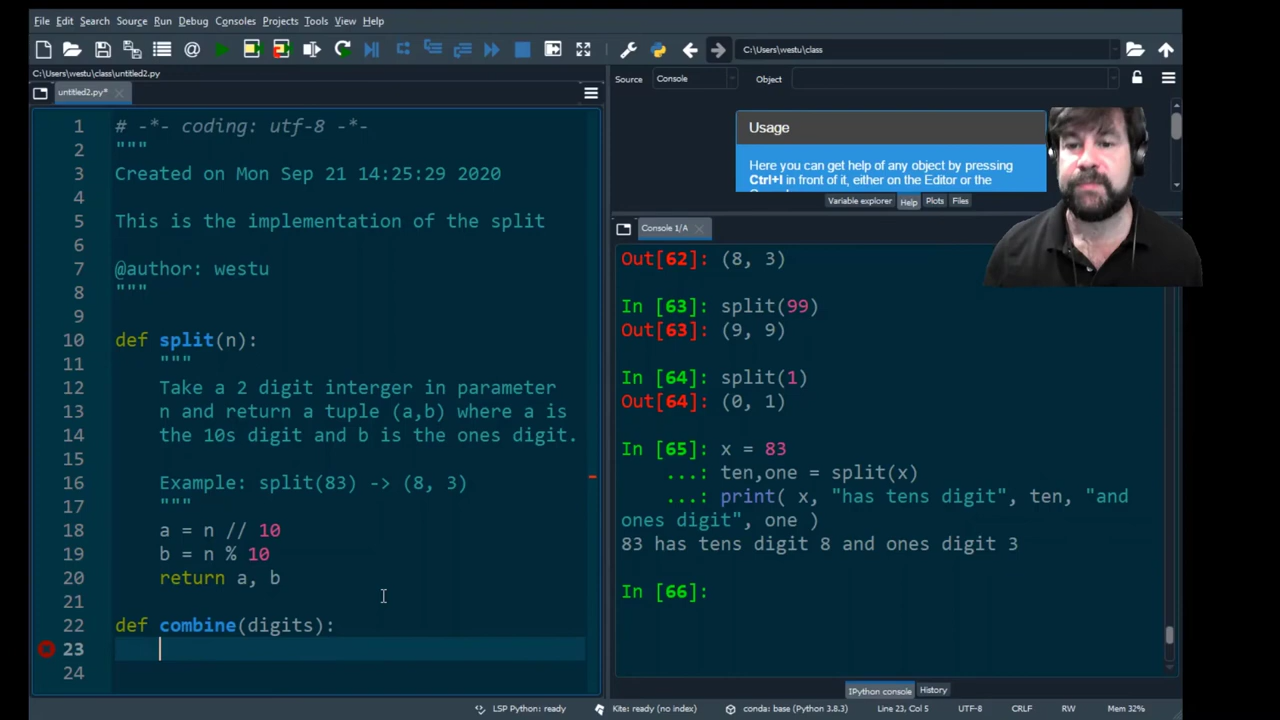 File Edit Search Source Run Debug Consoles Projects Tools View Help
C:\Users\westu\class
C:\Users\westu\class\untitled2.py
untitled2.py*
1 # -*- coding: utf-8 -*-
2 """
3 Created on Mon Sep 21 14:25:29 2020
4
5 This is the implementation of the split
6
7 @author: westu
8 """
9
10 def split(n):
11 """
12 Take a 2 digit interger in parameter
13 n and return a tuple (a,b) where a is
14 the 10s digit and b is the ones digit.
15
16 Example: split(83) -> (8, 3)
17 """
18 a = n // 10
19 b = n % 10
20 return a, b
21
22 def combine(digits):
23
24
Source Console Object
Usage
Here you can get help of any object by pressing
Ctrl+I in front of it, either on the Editor or the
Variable explorer Help Plots Files
Console 1/A
Out[62]: (8, 3)
In [63]: split(99)
Out[63]: (9, 9)
In [64]: split(1)
Out[64]: (0, 1)
In [65]: x = 83
...: ten,one = split(x)
...: print( x, "has tens digit", ten, "and
ones digit", one )
83 has tens digit 8 and ones digit 3
In [66]:
IPython console History
LSP Python: ready Kite: ready (no index) conda: base (Python 3.8.3) Line 23, Col 5 UTF-8 CRLF RW Mem 32%